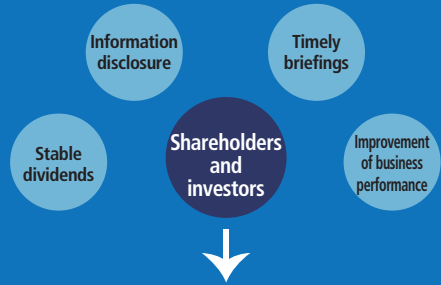 Information
disclosure
Timely
briefings
Stable
dividends
Shareholders
and
investors
Improvement
of business
performance